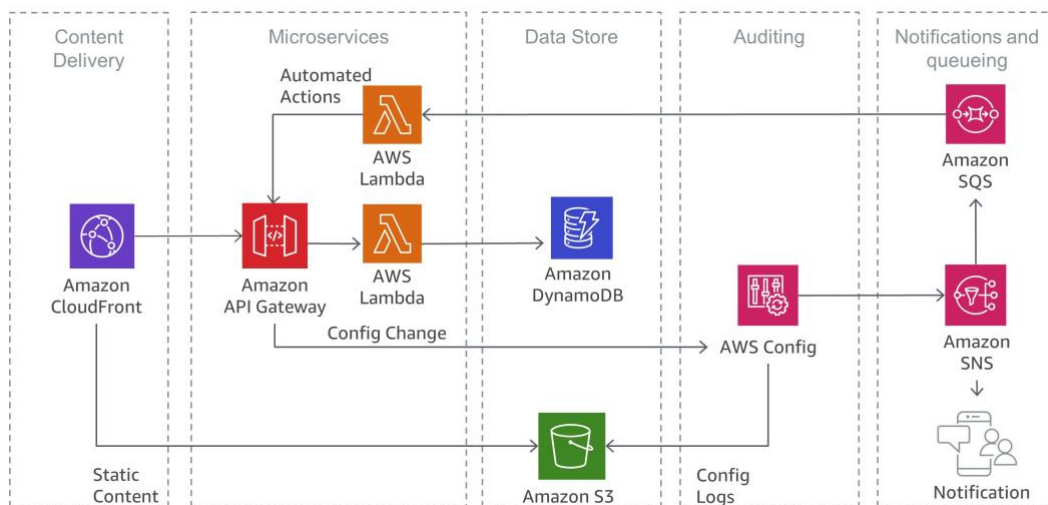 Content
Delivery
Microservices
Data Store
Auditing
Notifications and
queueing
Automated
Actions
AWS
Lambda
Amazon
SQS
Amazon
CloudFront
Amazon
API Gateway
AWS
Lambda
Amazon
DynamoDB
Config Change
AWS Config
Amazon
SNS
Static
Content
Amazon S3
Config
Logs
Notification